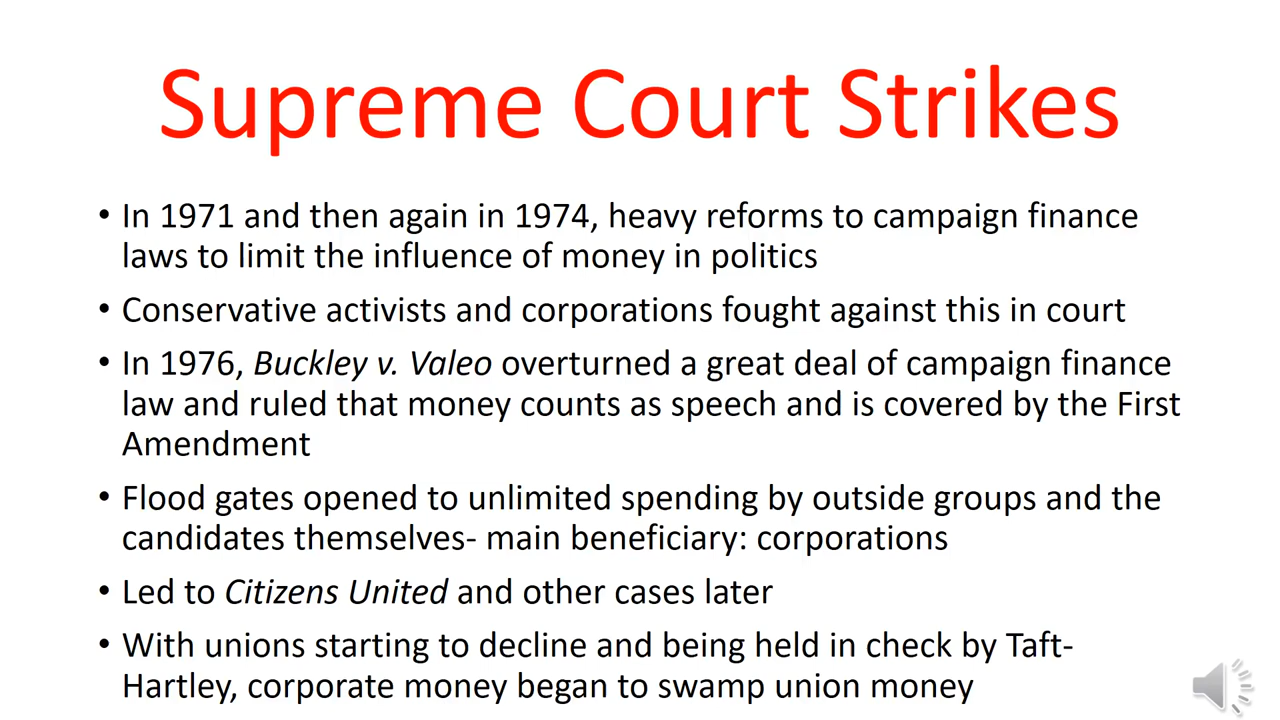 Supreme Court Strikes
• In 1971 and then again in 1974, heavy reforms to campaign finance
laws to limit the influence of money in politics
• Conservative activists and corporations fought against this in court
• In 1976, Buckley v. Valeo overturned a great deal of campaign finance
law and ruled that money counts as speech and is covered by the First
Amendment
• Flood gates opened to unlimited spending by outside groups and the
candidates themselves- main beneficiary: corporations
• Led to Citizens United and other cases later
• With unions starting to decline and being held in check by Taft-
Hartley, corporate money began to swamp union money